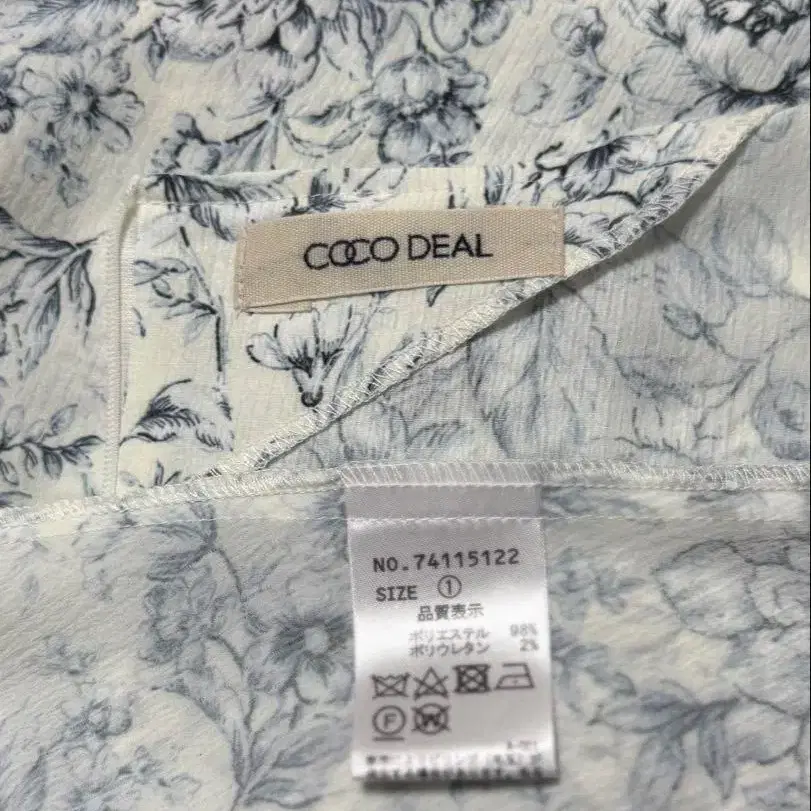 COCO DEAL
NO.74115122
SIZE ①
品質表示
ポリエステル 98%
ポリウレタン 2%
F W